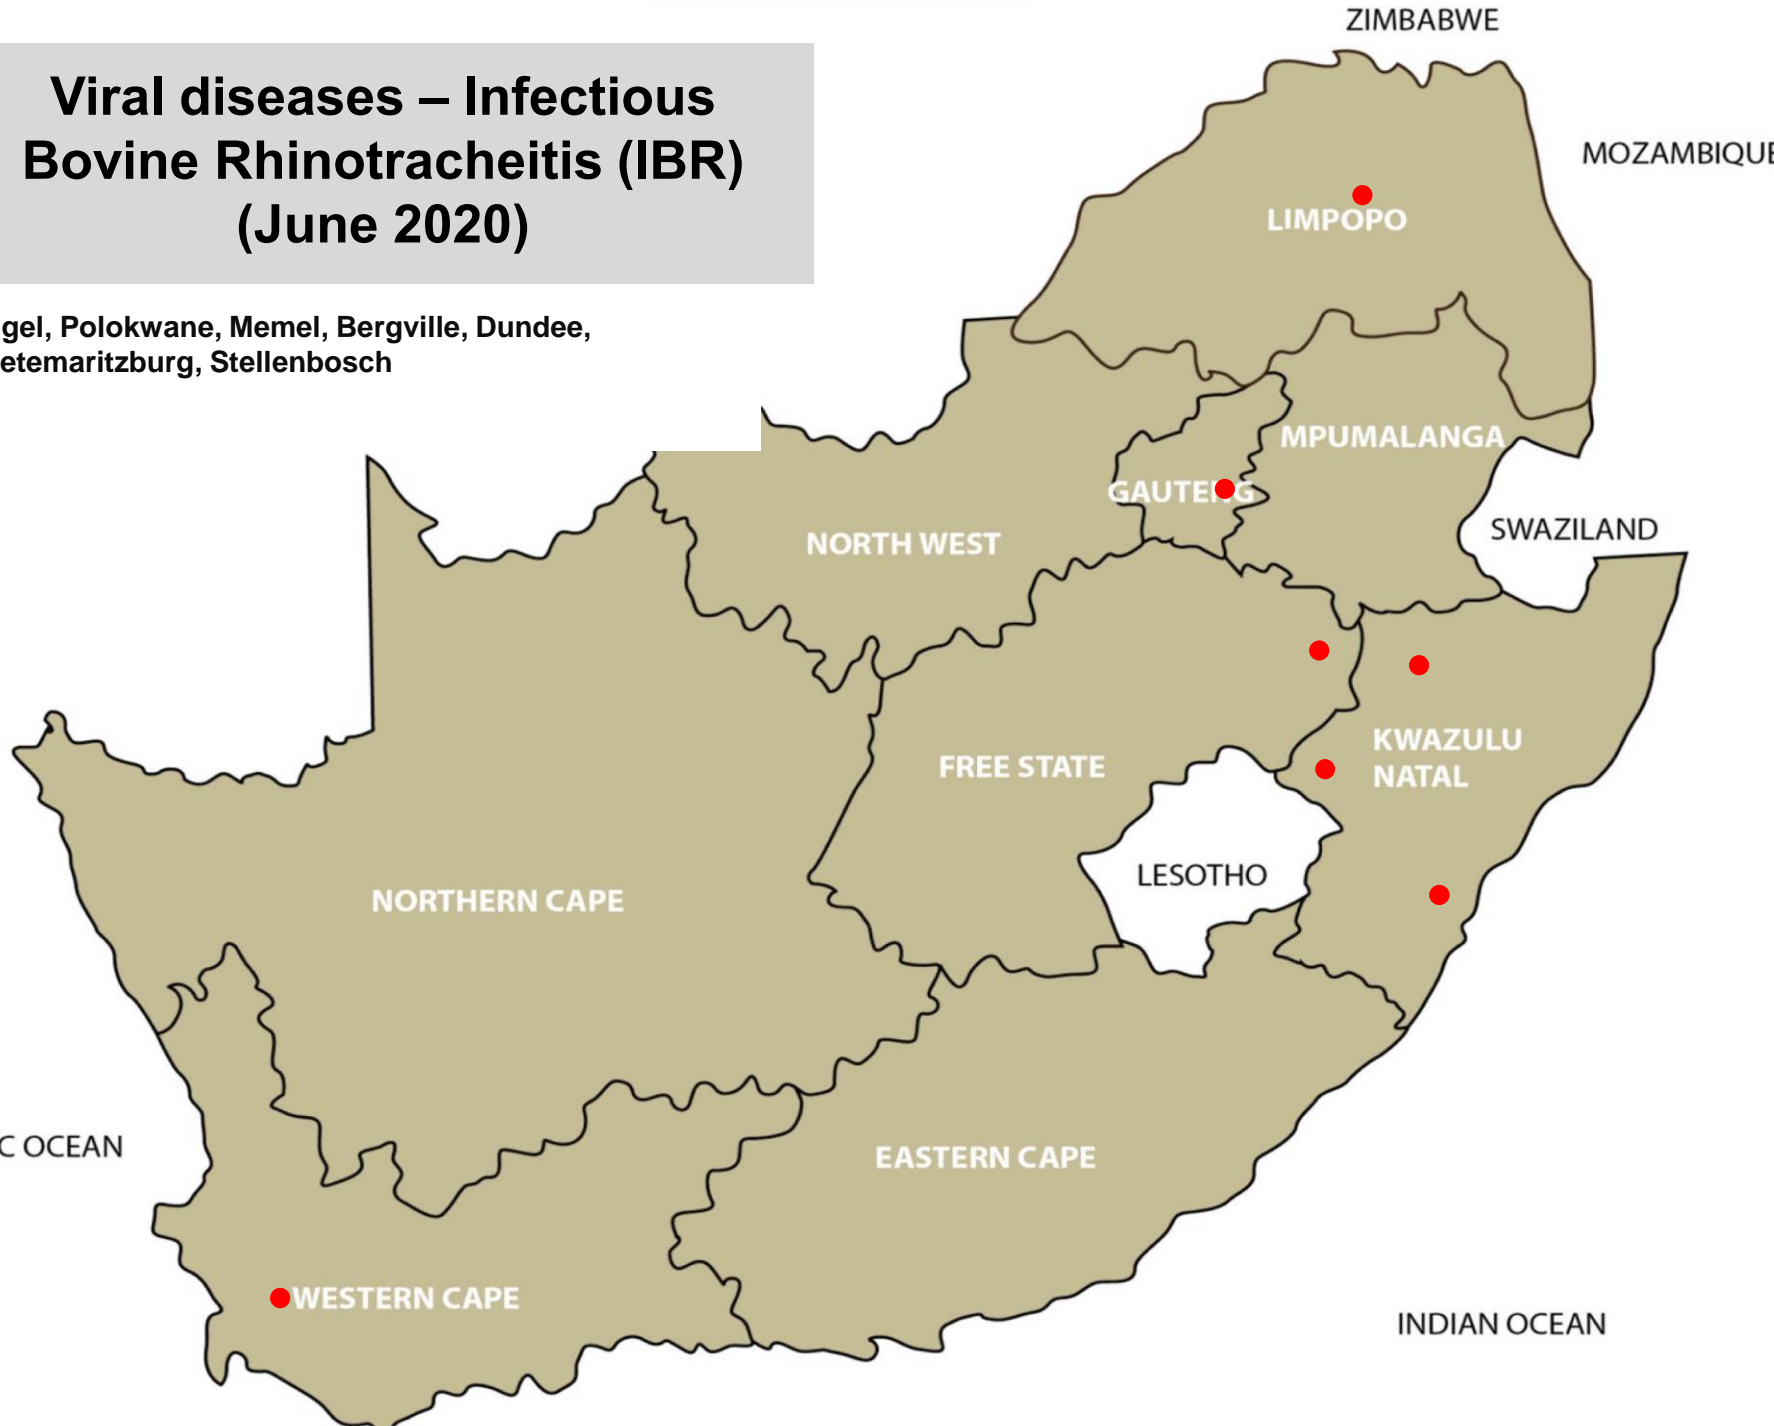 ZIMBABWE
Viral diseases – Infectious
Bovine Rhinotracheitis (IBR)
(June 2020)
MOZAMBIQUE
LIMPOPO
gel, Polokwane, Memel, Bergville, Dundee,
etemaritzburg, Stellenbosch
MPUMALANGA
GAUTENG
SWAZILAND
NORTH WEST
KWAZULU
NATAL
FREE STATE
LESOTHO
NORTHERN CAPE
C OCEAN
EASTERN CAPE
WESTERN CAPE
INDIAN OCEAN